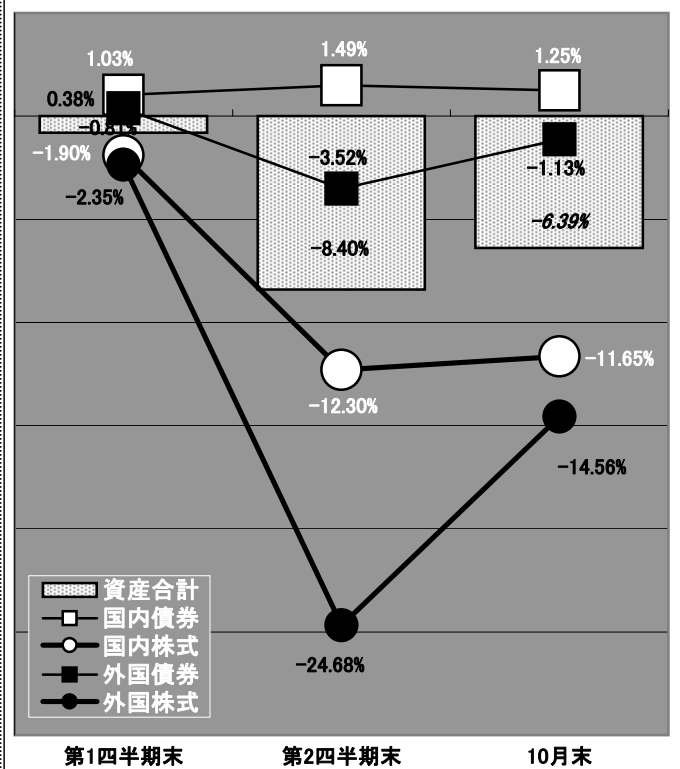 1.03%
1.49%
1.25%
0.38%
-0.81%
-1.90%
-2.35%
-3.52%
-8.40%
-1.13%
-6.39%
-12.30%
-11.65%
-14.56%
-24.68%
資産合計
国内債券
国内株式
外国債券
外国株式
第1四半期末 第2四半期末 10月末